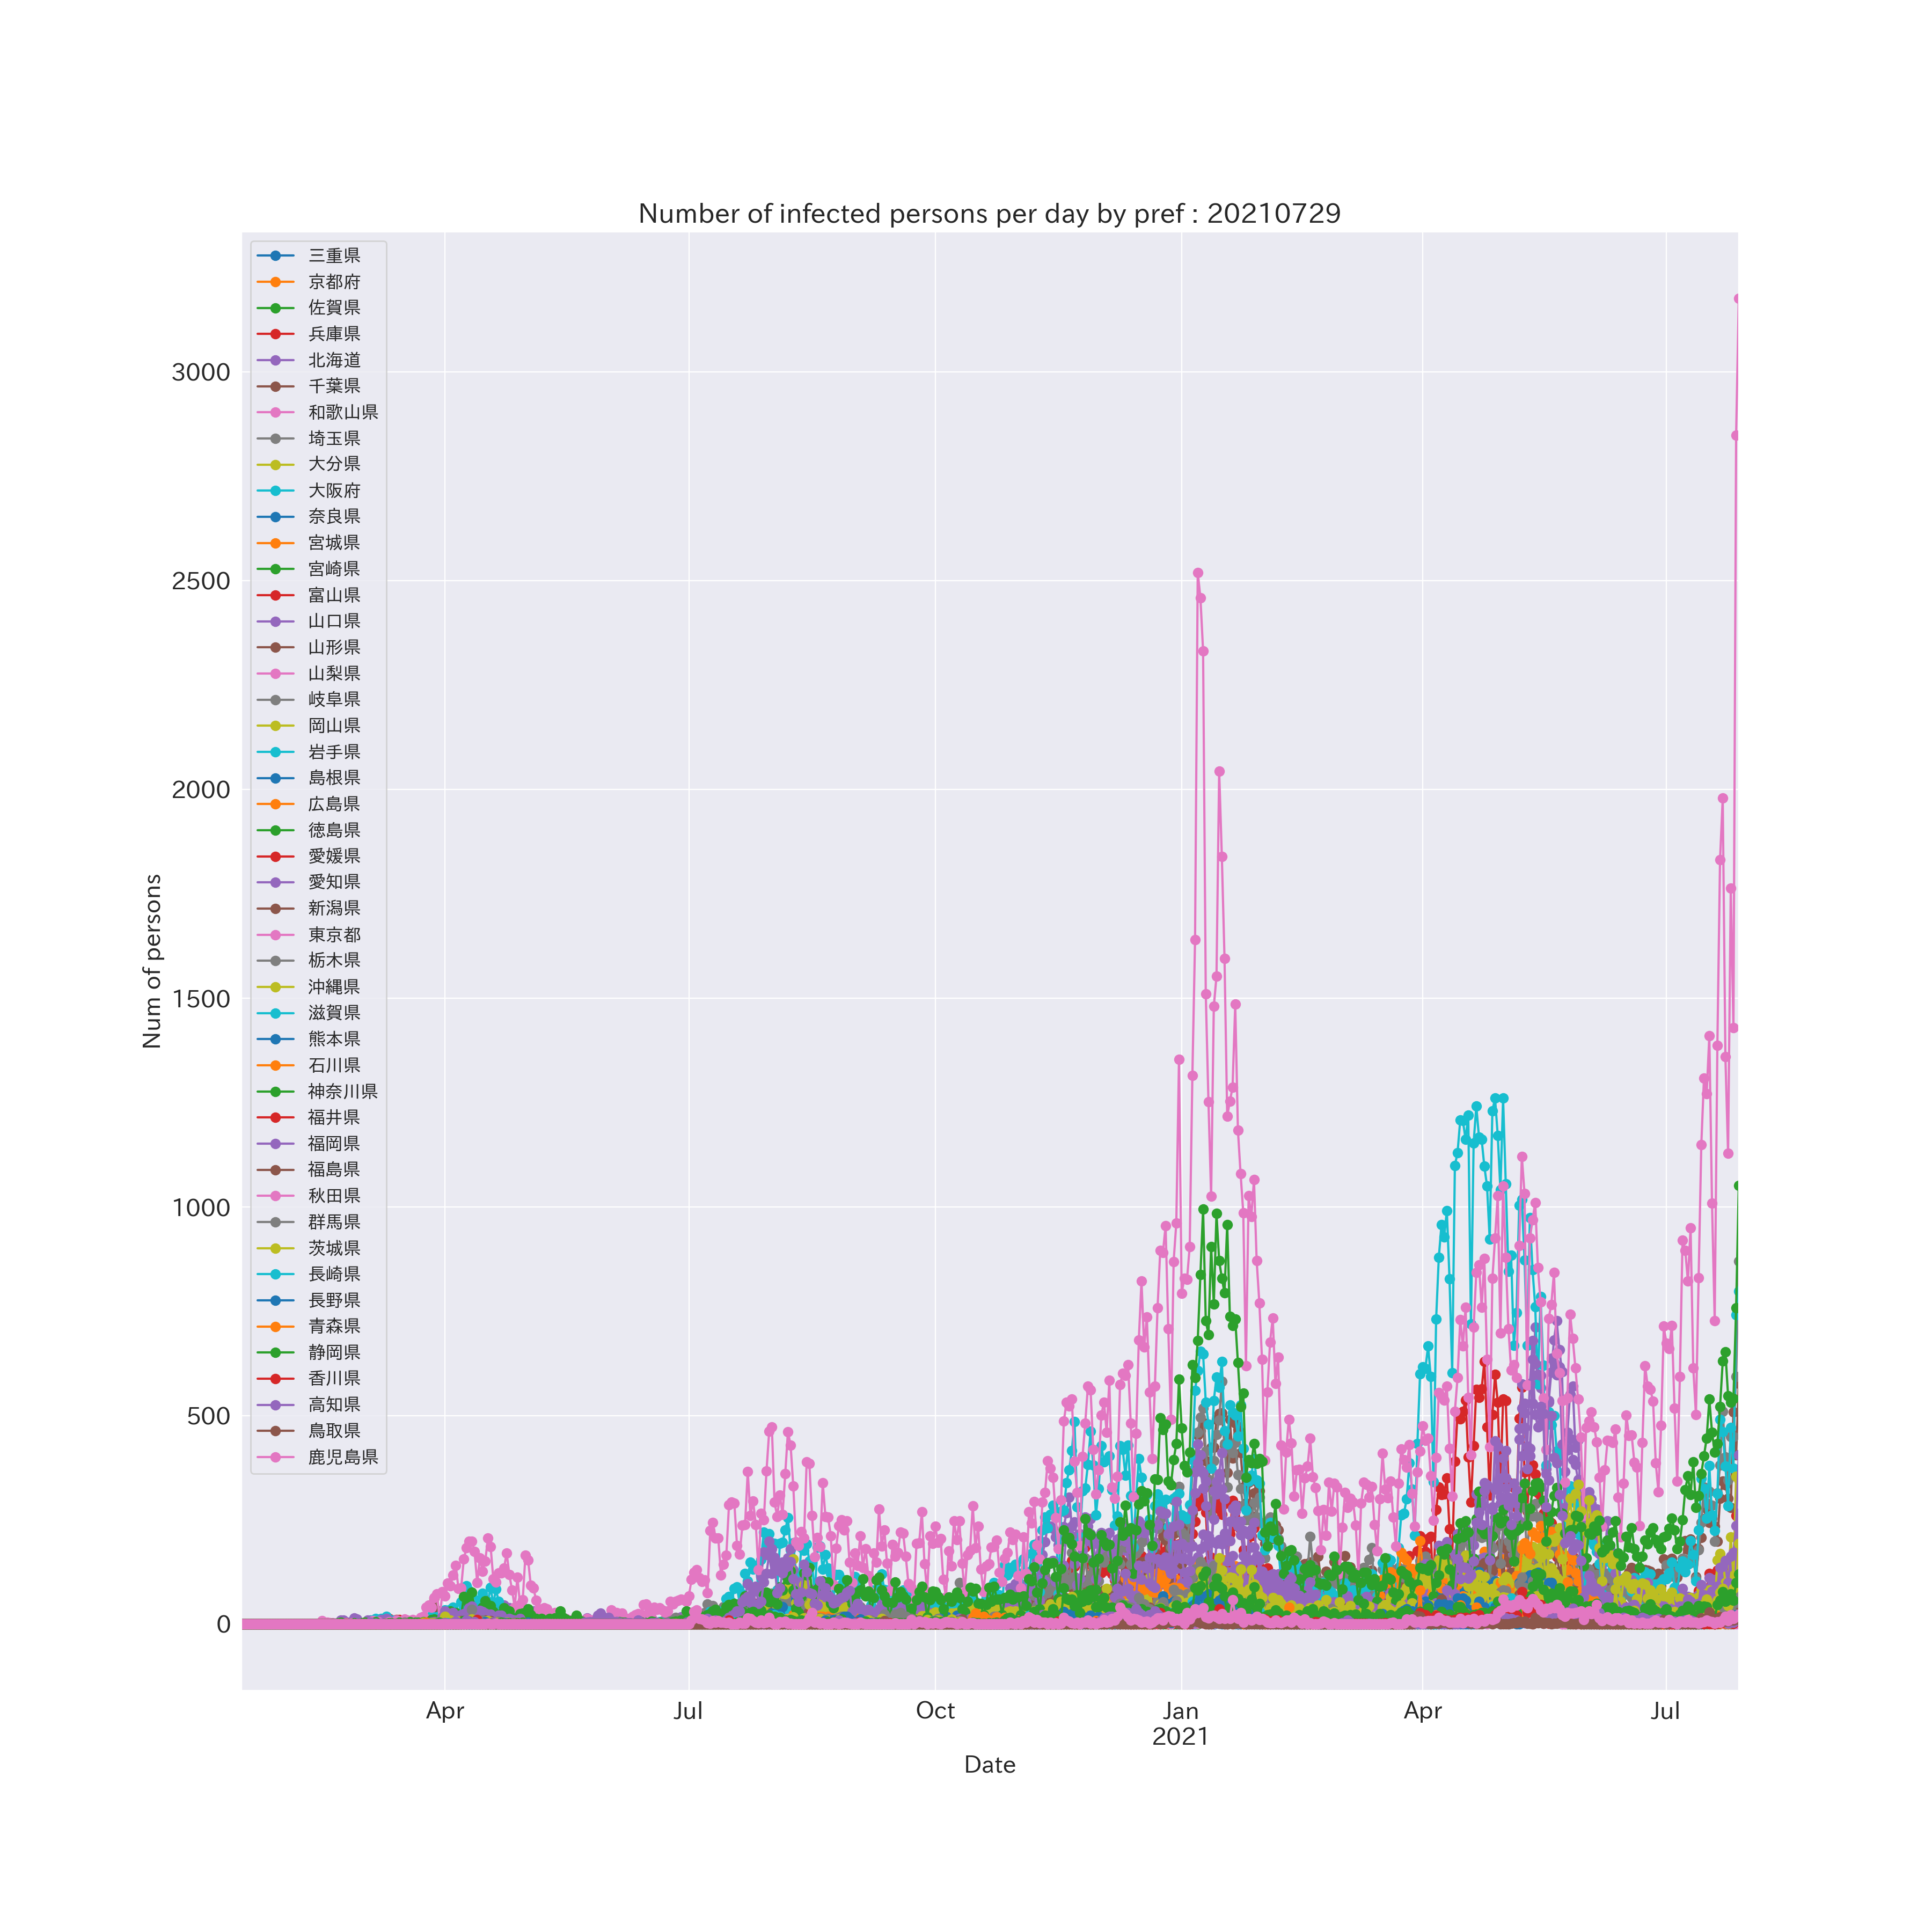 Number of infected persons per day by pref : 20210729
三重県
京都府
佐賀県
兵庫県
北海道
千葉県
和歌山県
埼玉県
大分県
大阪府
奈良県
宮城県
宮崎県
富山県
山口県
山形県
山梨県
岐阜県
岡山県
岩手県
島根県
広島県
徳島県
愛媛県
愛知県
新潟県
東京都
栃木県
沖縄県
滋賀県
熊本県
石川県
神奈川県
福井県
福岡県
福島県
秋田県
群馬県
茨城県
長崎県
長野県
青森県
静岡県
香川県
高知県
鳥取県
鹿児島県
3000
2500
2000
1500
1000
500
0
Num of persons
Apr Jul Oct Jan Apr Jul
2021
Date